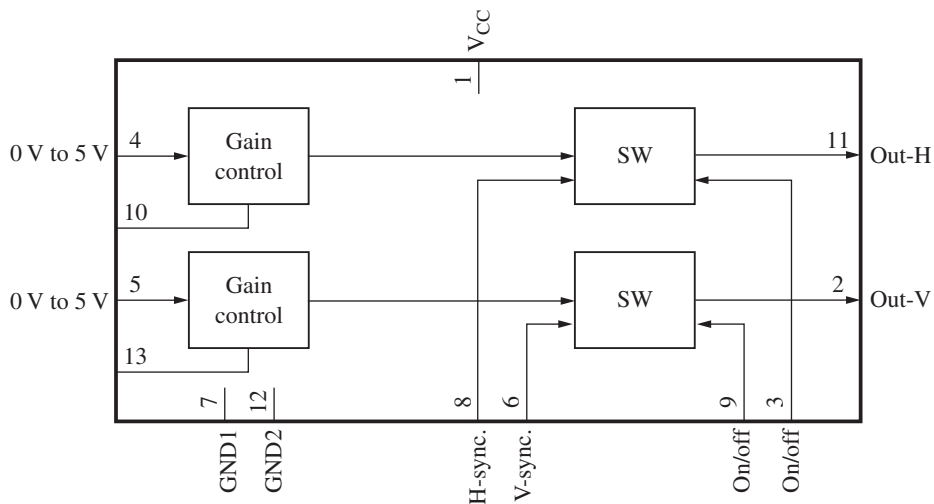 VCC
1
0 V to 5 V
4
Gain
control
SW
11
Out-H
10
0 V to 5 V
5
Gain
control
SW
2
Out-V
13
7
12
8
6
9
3
GND1
GND2
H-sync.
V-sync.
On/off
On/off